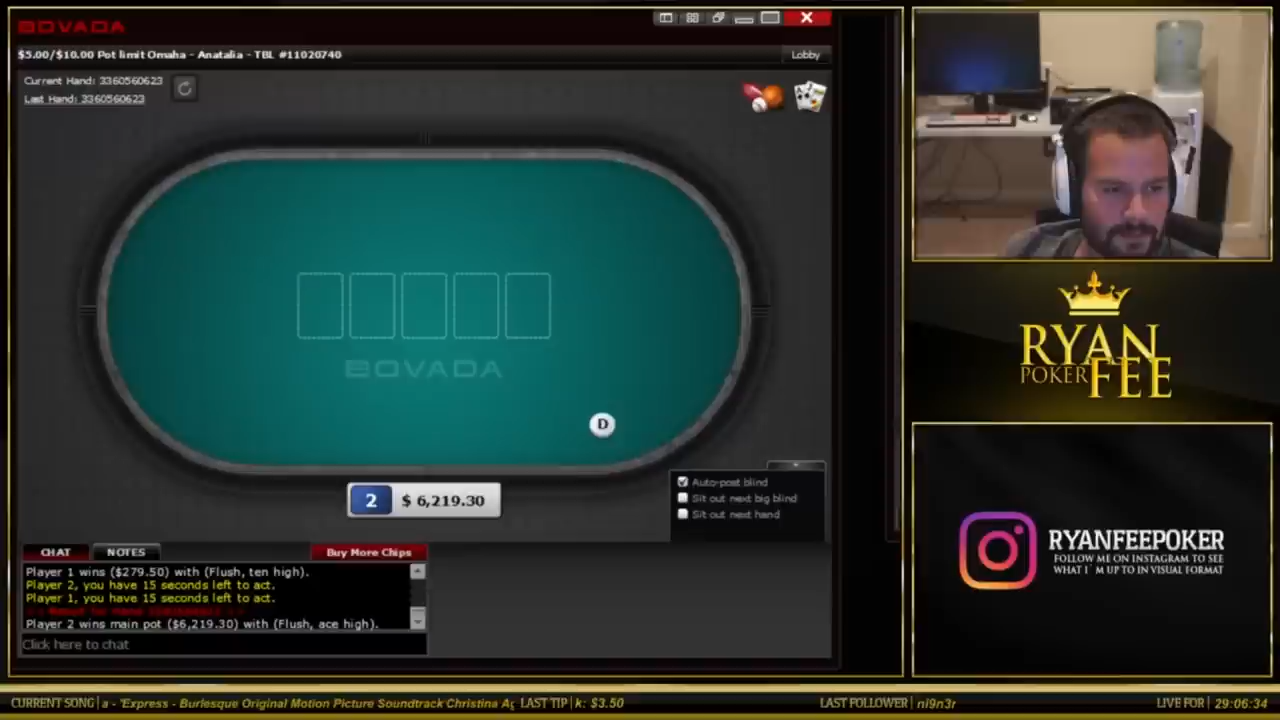 BOVADA
$5.00/$10.00 Pot limit Omaha - Anatalia - TBL #11020740
Lobby
Current Hand: 3360560623
Last Hand: 3360560623
BOVADA
D
2 $ 6,219.30
Auto-post blind
Sit out next big blind
Sit out next hand
CHAT NOTES Buy More Chips
Player 1 wins ($279.50) with (Flush, ten high).
Player 2, you have 15 seconds left to act.
Player 1, you have 15 seconds left to act.
Player 2 wins main pot ($6,219.30) with (Flush, ace high).
Click here to chat
RYAN
POKER FEE
RYANFEEPOKER
FOLLOW ME ON INSTAGRAM TO SEE
WHAT I´M UP TO IN VISUAL FORMAT
CURRENT SONG | a - 'Express - Burlesque Original Motion Picture Soundtrack Christina Ag LAST TIP | k: $3.50 LAST FOLLOWER | ni9n3r LIVE FOR | 29:06:34